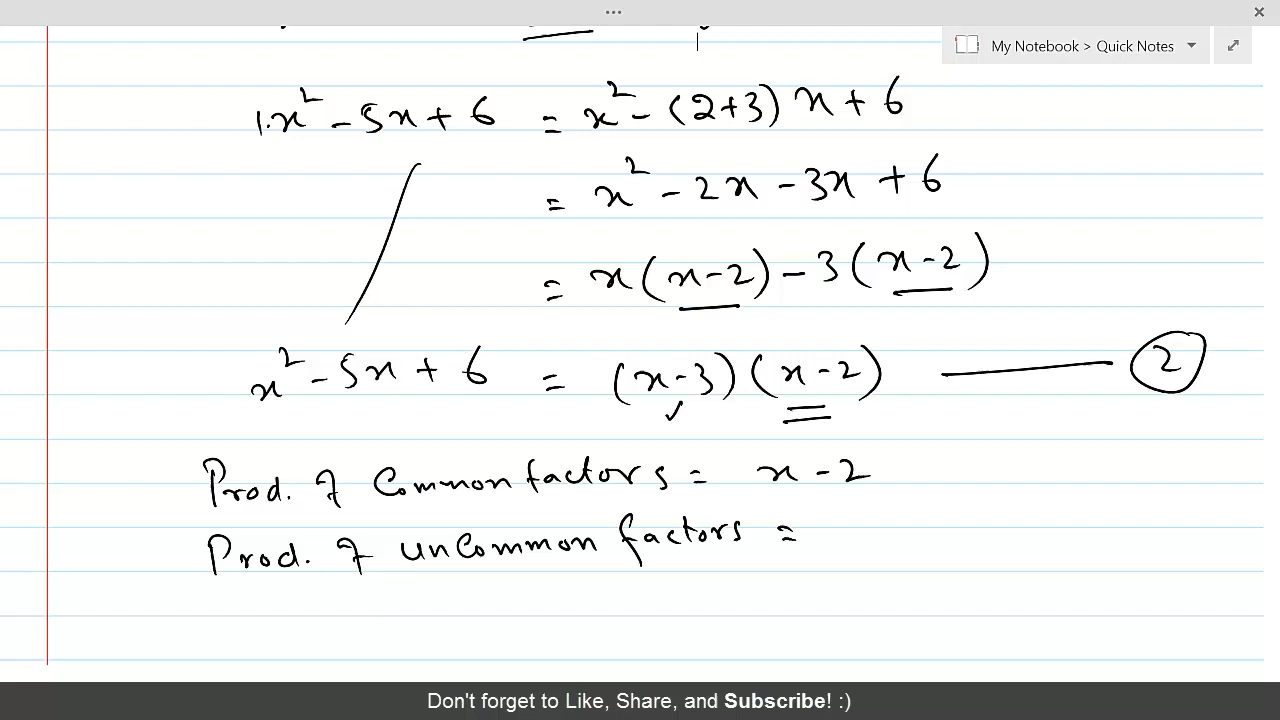 ...
My Notebook > Quick Notes
1·x² - 5x + 6 = x² - (2+3) x + 6
= x² - 2x - 3x + 6
= x(x-2) - 3(x-2)
x² - 5x + 6 = (x-3)(x-2) —— 2
Prod. of Common factors = x - 2
Prod. of uncommon factors =
Don't forget to Like, Share, and Subscribe! :)